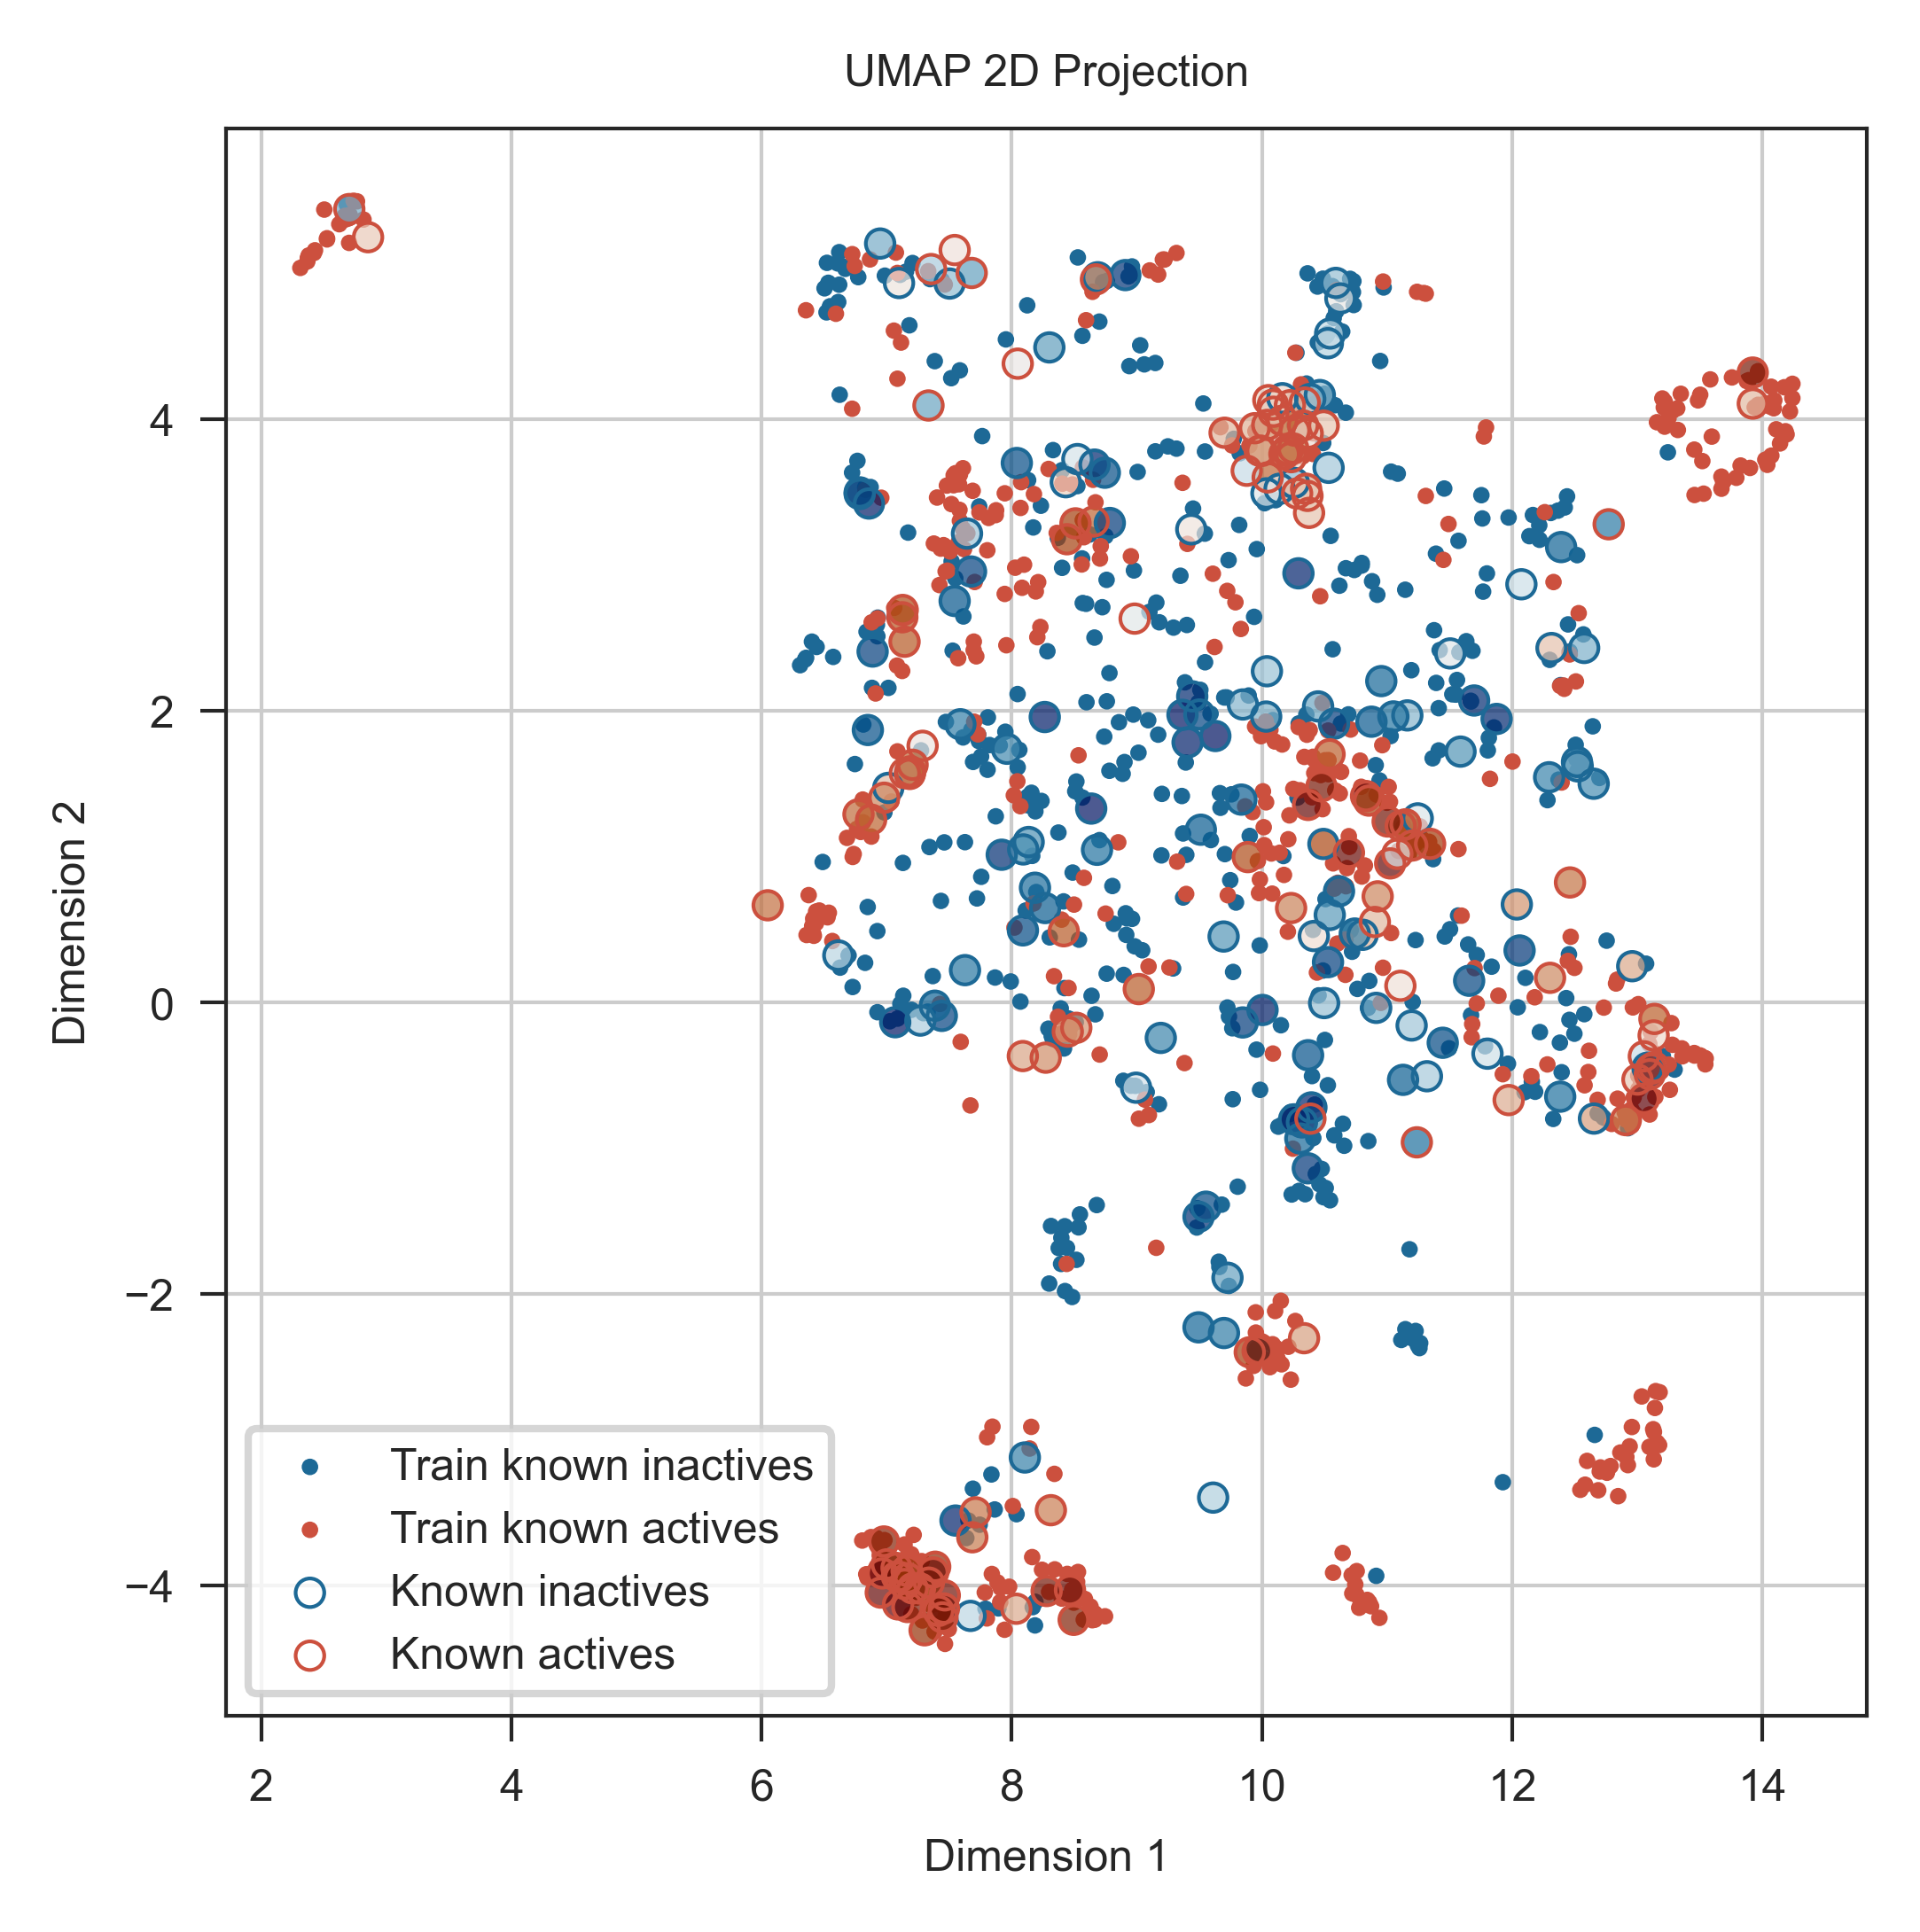 UMAP 2D Projection
Dimension 2
4
2
0
−2
−4
Train known inactives
Train known actives
Known inactives
Known actives
2 4 6 8 10 12 14
Dimension 1